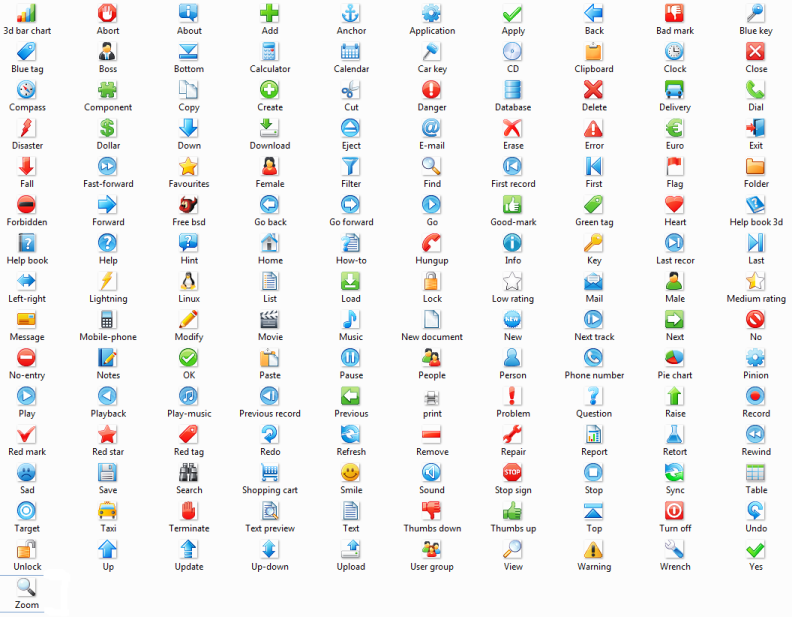 3d bar chart Abort About Add Anchor Application Apply Back Bad mark Blue key
Blue tag Boss Bottom Calculator Calendar Car key CD Clipboard Clock Close
Compass Component Copy Create Cut Danger Database Delete Delivery Dial
Disaster Dollar Down Download Eject E-mail Erase Error Euro Exit
Fall Fast-forward Favourites Female Filter Find First record First Flag Folder
Forbidden Forward Free bsd Go back Go forward Go Good-mark Green tag Heart Help book 3d
Help book Help Hint Home How-to Hungup Info Key Last recor Last
Left-right Lightning Linux List Load Lock Low rating Mail Male Medium rating
NEW
Message Mobile-phone Modify Movie Music New document New Next track Next No
No-entry Notes OK Paste Pause People Person Phone number Pie chart Pinion
Play Playback Play-music Previous record Previous print Problem Question Raise Record
Red mark Red star Red tag Redo Refresh Remove Repair Report Retort Rewind
STOP
Sad Save Search Shopping cart Smile Sound Stop sign Stop Sync Table
Target Taxi Terminate Text preview Text Thumbs down Thumbs up Top Turn off Undo
Unlock Up Update Up-down Upload User group View Warning Wrench Yes
Zoom